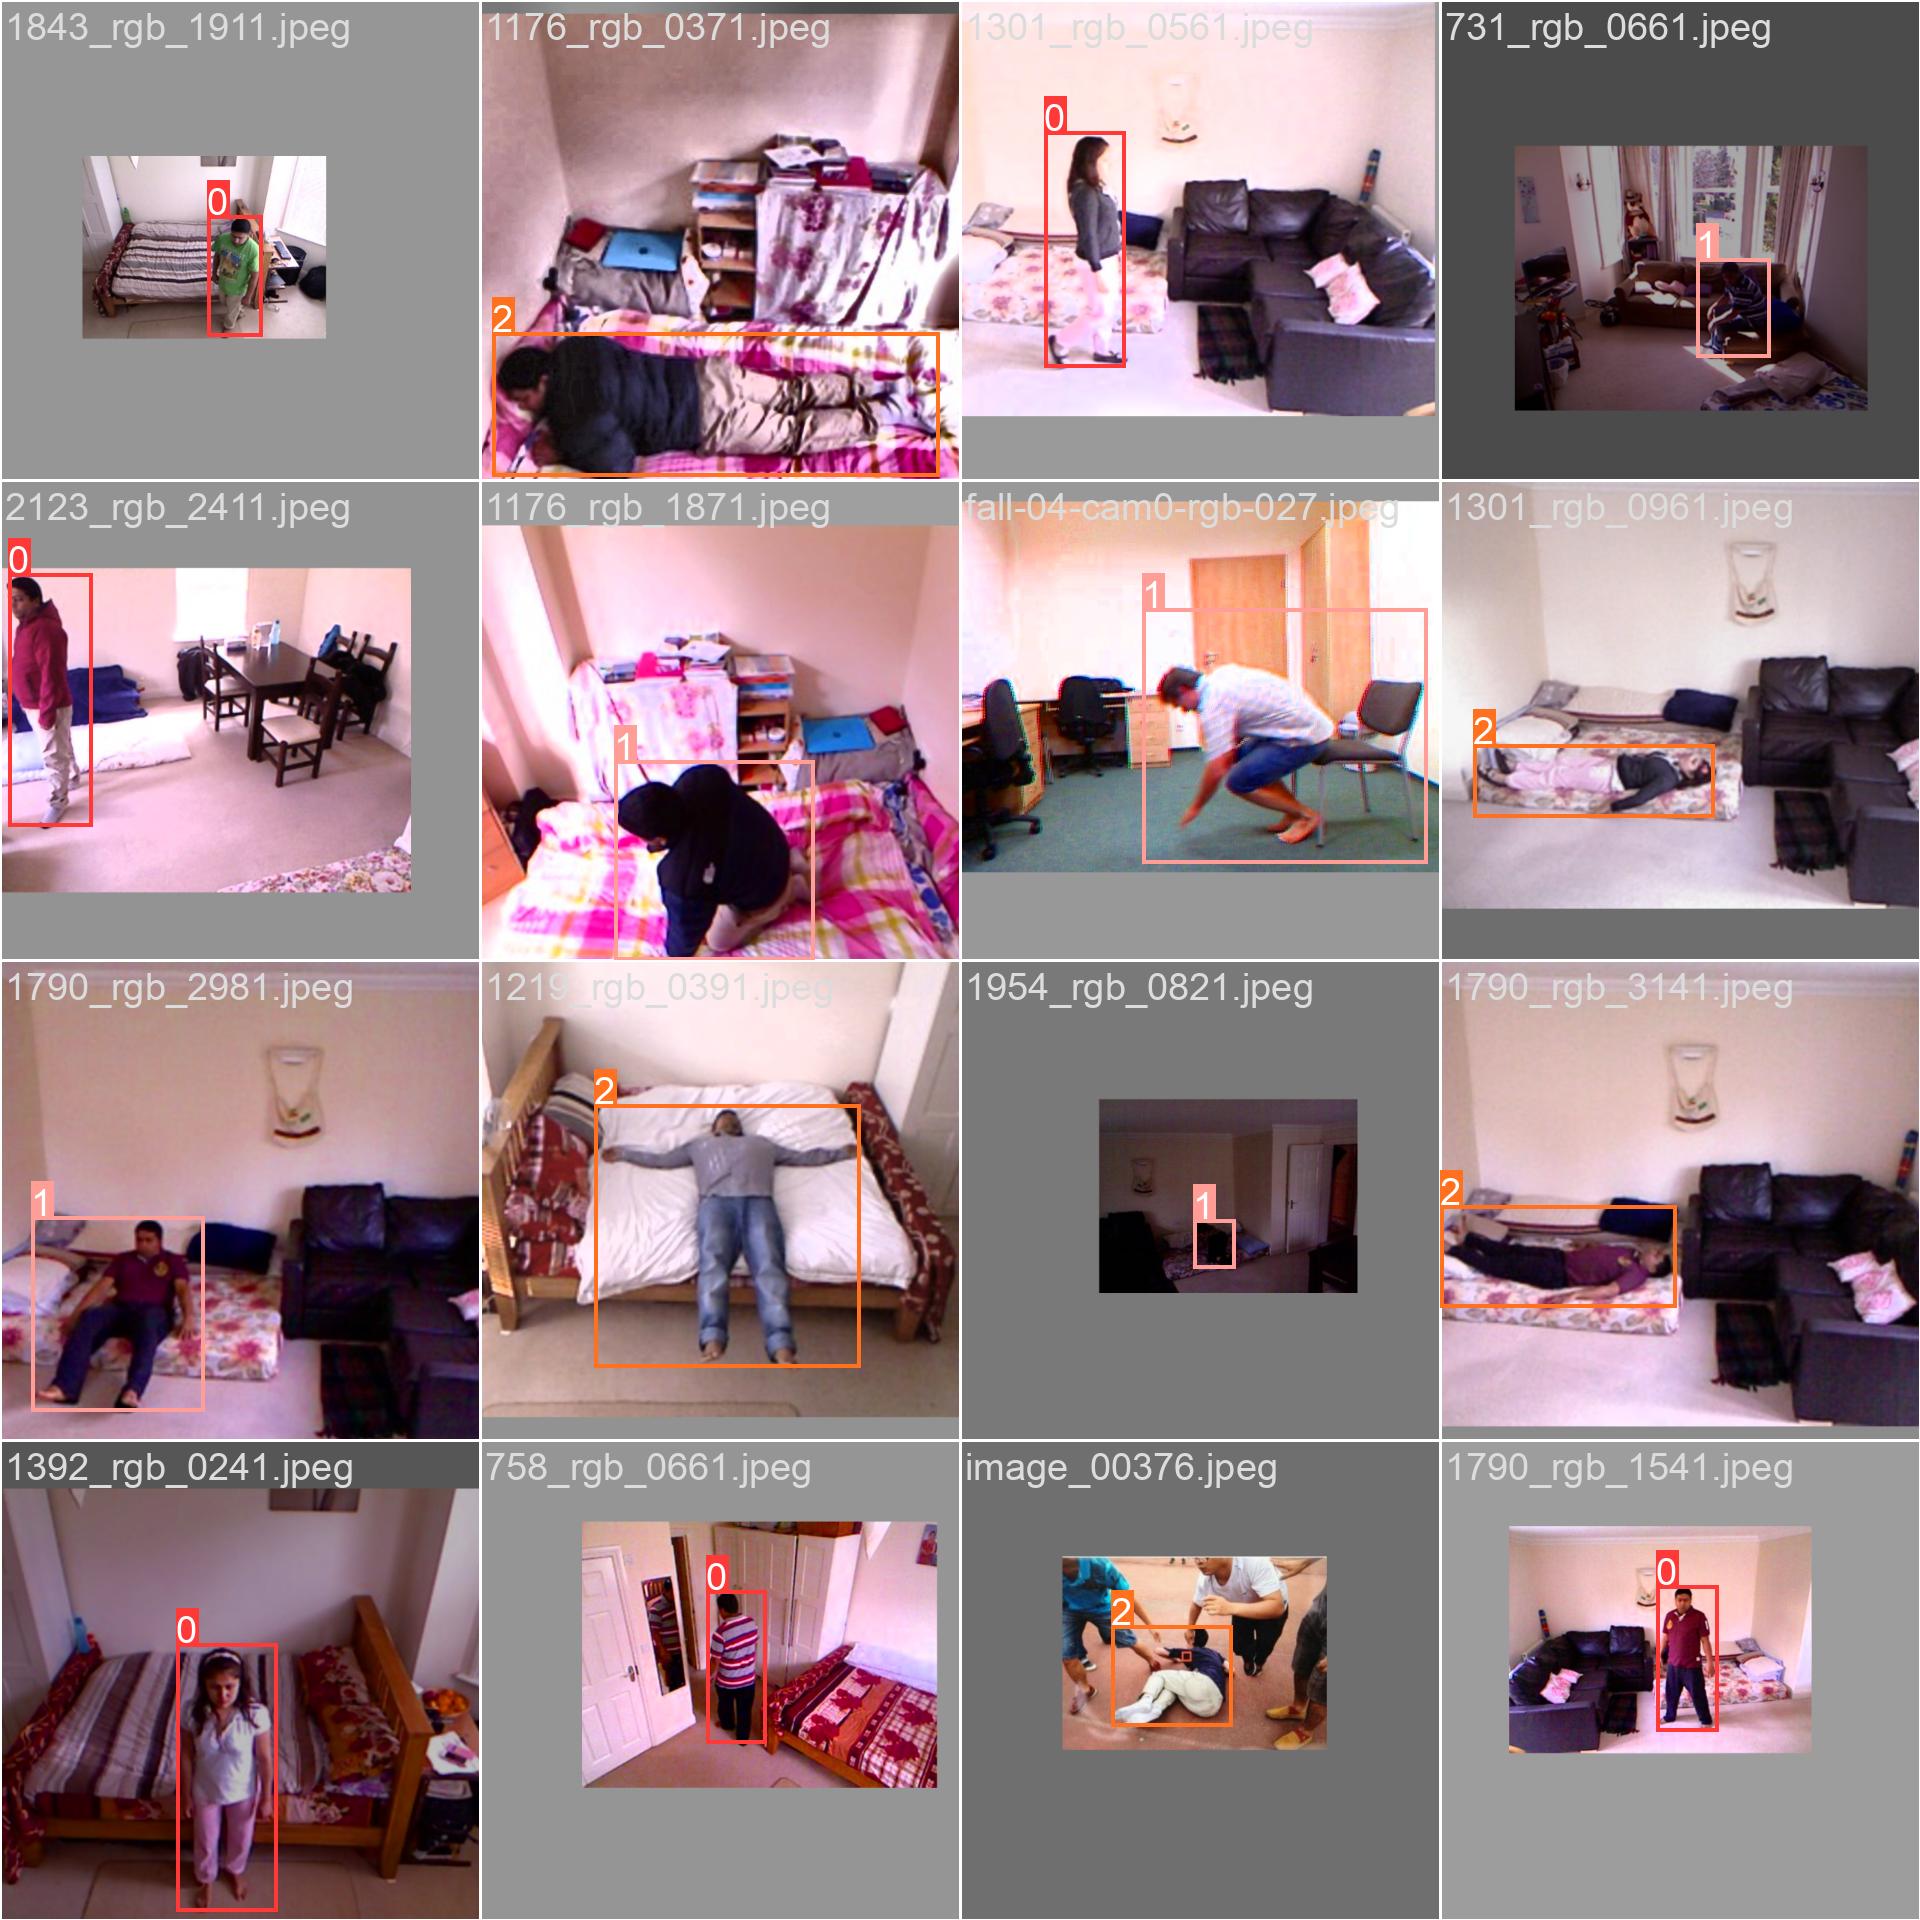 1843_rgb_1911.jpeg
1176_rgb_0371.jpeg
1301_rgb_0561.jpeg
731_rgb_0661.jpeg
0
2
0
1
2123_rgb_2411.jpeg
1176_rgb_1871.jpeg
fall-04-cam0-rgb-027.jpeg
1301_rgb_0961.jpeg
0
1
1
2
1790_rgb_2981.jpeg
1219_rgb_0391.jpeg
1954_rgb_0821.jpeg
1790_rgb_3141.jpeg
1
2
1
2
1392_rgb_0241.jpeg
758_rgb_0661.jpeg
image_00376.jpeg
1790_rgb_1541.jpeg
0
0
2
0